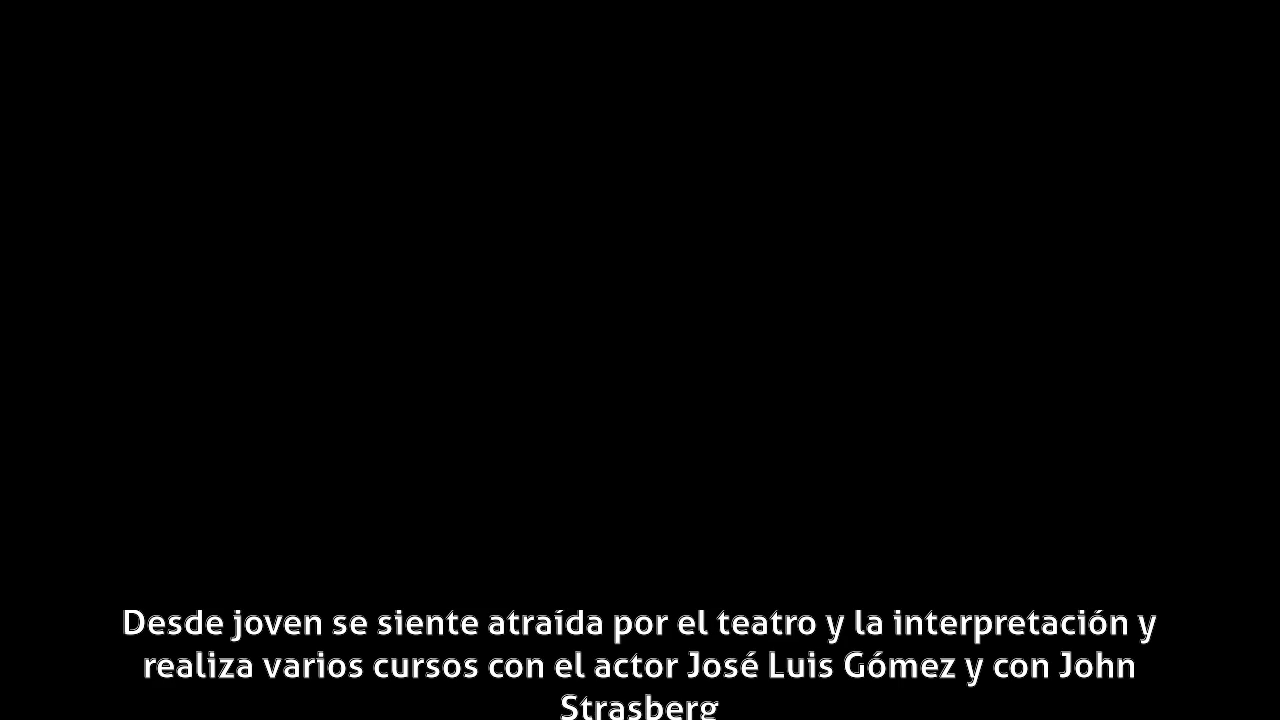 Desde joven se siente atraída por el teatro y la interpretación y
realiza varios cursos con el actor José Luis Gómez y con John
Strasberg